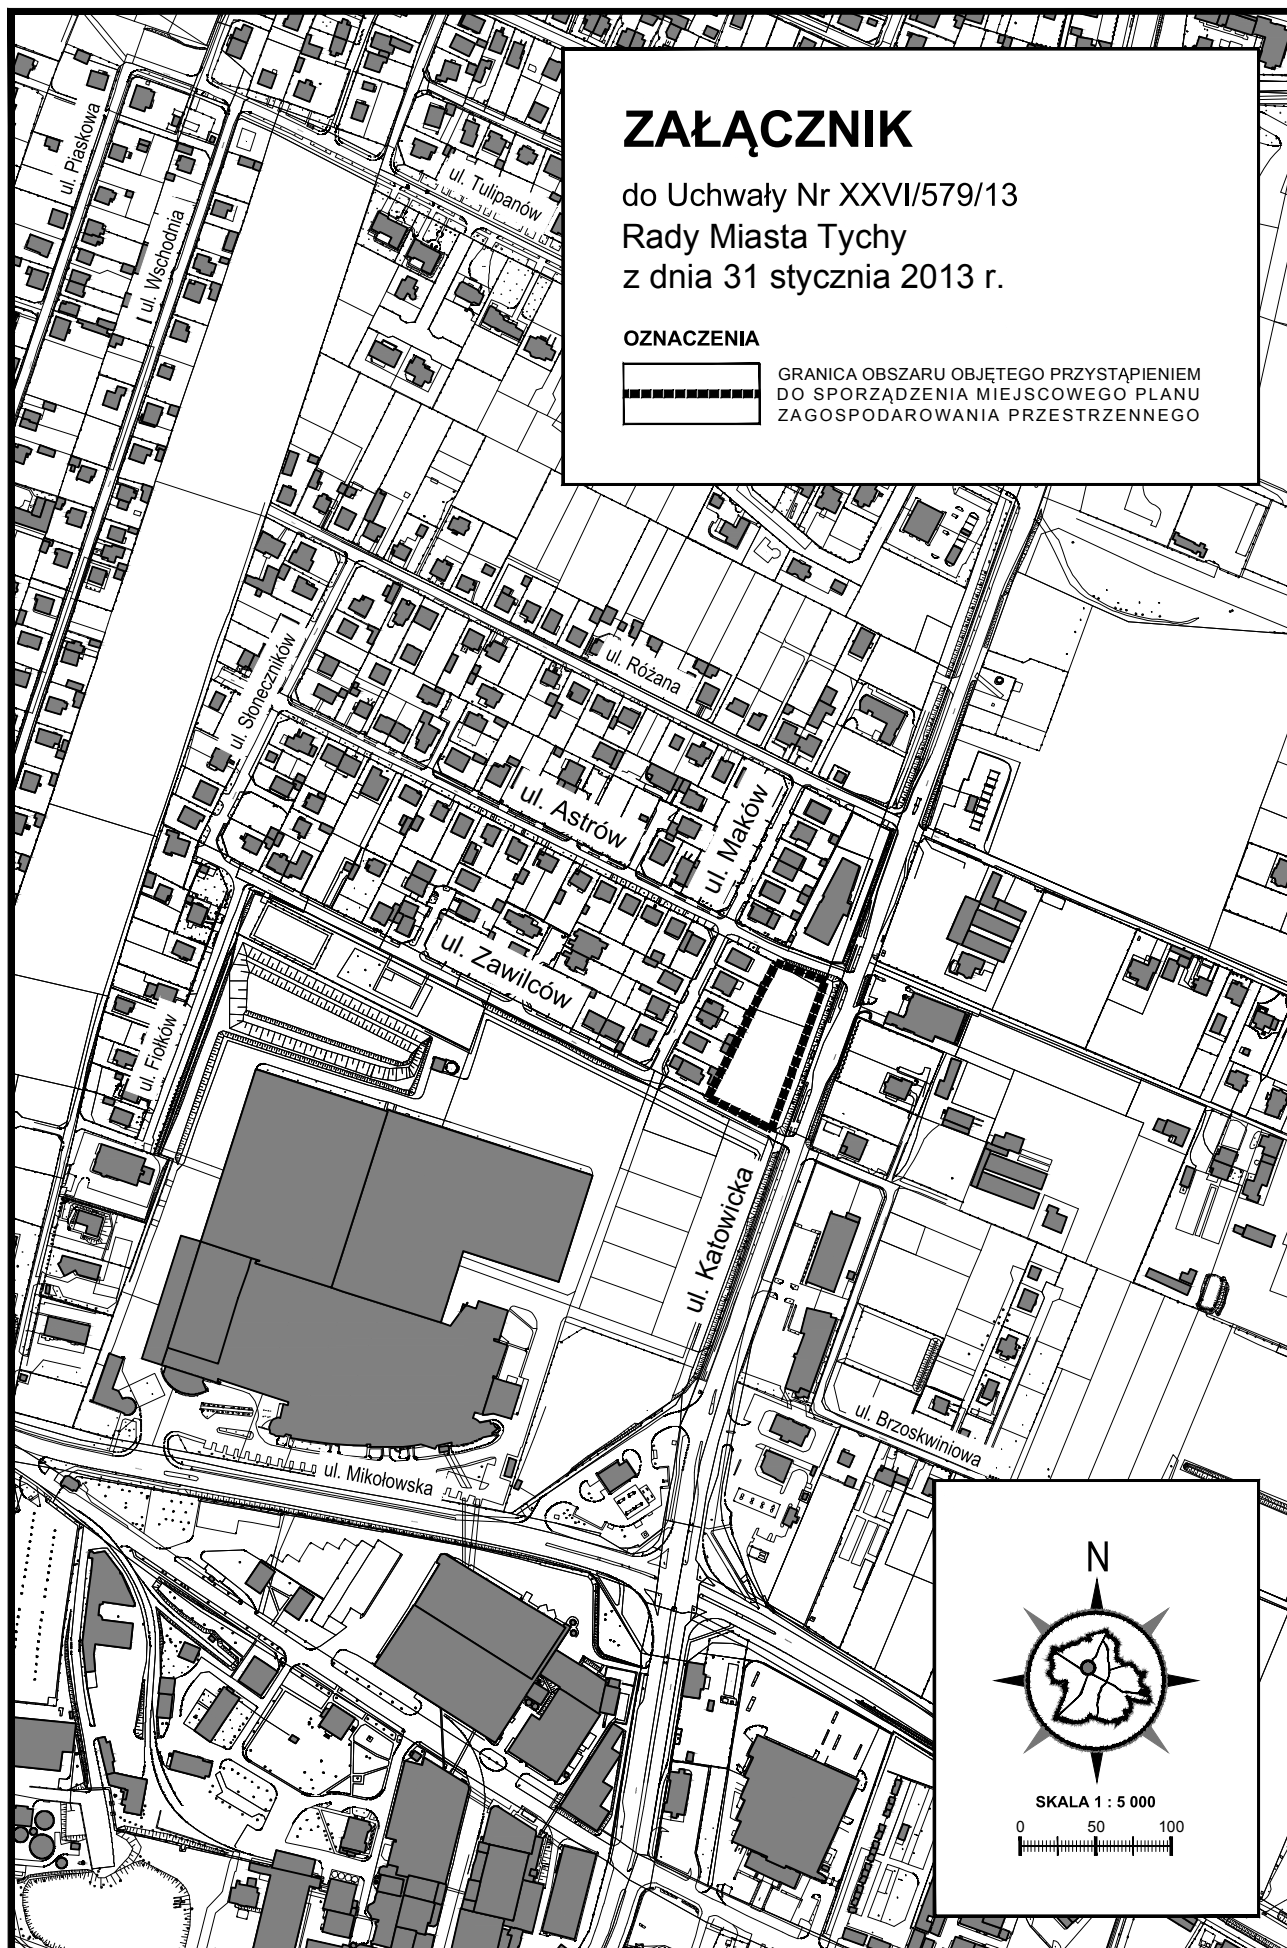 ZAŁĄCZNIK
do Uchwały Nr XXVI/579/13
Rady Miasta Tychy
z dnia 31 stycznia 2013 r.
OZNACZENIA
GRANICA OBSZARU OBJĘTEGO PRZYSTĄPIENIEM
DO SPORZĄDZENIA MIEJSCOWEGO PLANU
ZAGOSPODAROWANIA PRZESTRZENNEGO
ul. Piaskowa
ul. Wschodnia
ul. Tulipanów
ul. Słoneczników
ul. Różana
ul. Astrów
ul. Maków
ul. Zawilców
ul. Fiołków
ul. Katowicka
ul. Brzoskwiniowa
ul. Mikołowska
N
SKALA 1 : 5 000
0 50 100